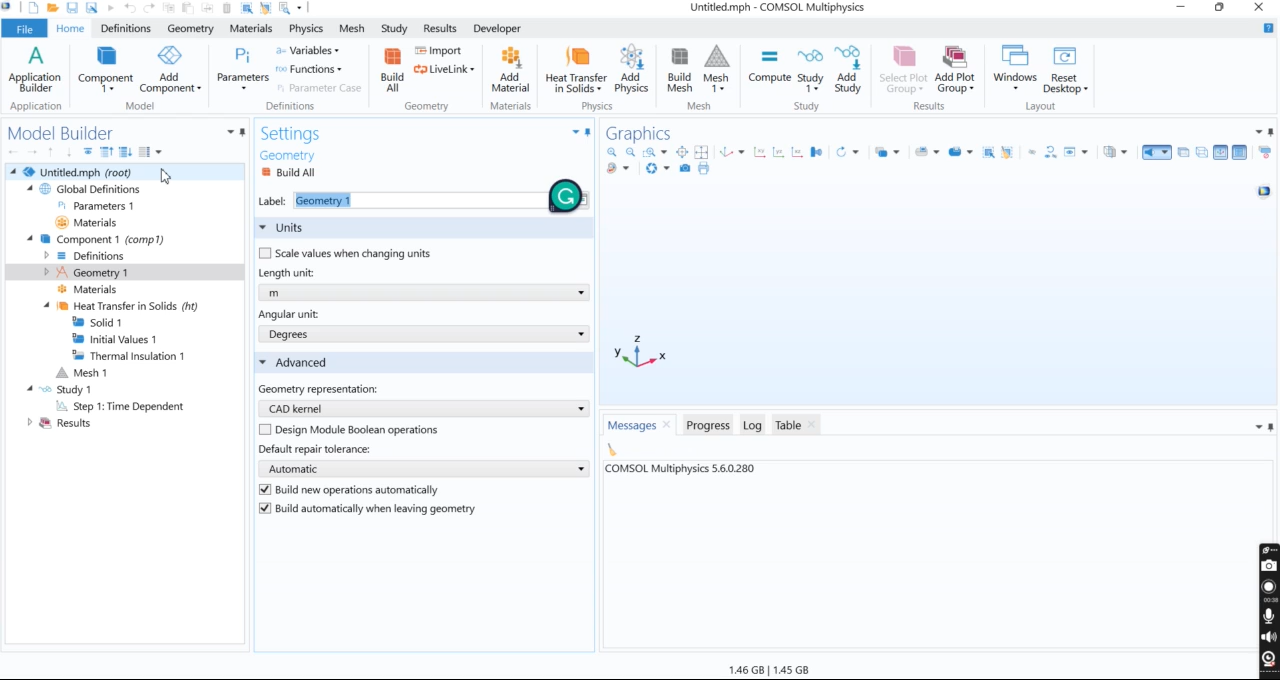 Untitled.mph - COMSOL Multiphysics
File Home Definitions Geometry Materials Physics Mesh Study Results Developer
Application Builder
Component 1
Add Component
Pi Parameters
a= Variables
f(x) Functions
Pi Parameter Case
Build All
Import
LiveLink
Add Material
Heat Transfer in Solids
Add Physics
Build Mesh
Mesh 1
Compute
Study 1
Add Study
Select Plot Group
Add Plot Group
Windows
Reset Desktop
Application Model Definitions Geometry Materials Physics Mesh Study Results Layout
Model Builder
Untitled.mph (root)
Global Definitions
Pi Parameters 1
Materials
Component 1 (comp1)
Definitions
Geometry 1
Materials
Heat Transfer in Solids (ht)
Solid 1
Initial Values 1
Thermal Insulation 1
Mesh 1
Study 1
Step 1: Time Dependent
Results
Settings
Geometry
Build All
Label: Geometry 1
Units
Scale values when changing units
Length unit:
m
Angular unit:
Degrees
Advanced
Geometry representation:
CAD kernel
Design Module Boolean operations
Default repair tolerance:
Automatic
Build new operations automatically
Build automatically when leaving geometry
Graphics
z
y x
Messages Progress Log Table
COMSOL Multiphysics 5.6.0.280
00:38
1.46 GB | 1.45 GB